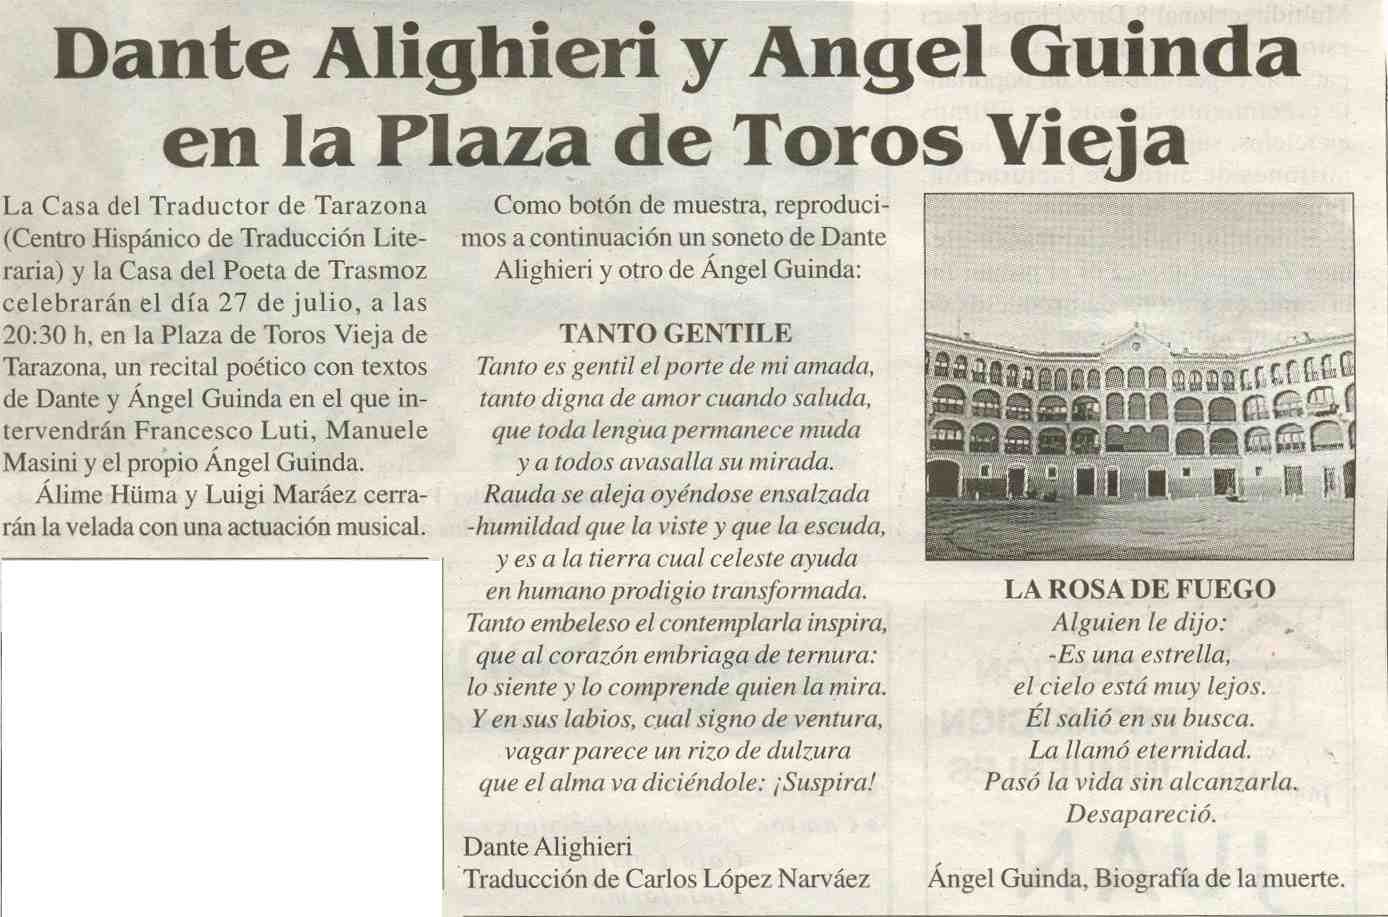 Dante Alighieri y Angel Guinda
en la Plaza de Toros Vieja
La Casa del Traductor de Tarazona
(Centro Hispánico de Traducción Lite-
raria) y la Casa del Poeta de Trasmoz
celebrarán el día 27 de julio, a las
20:30 h, en la Plaza de Toros Vieja de
Tarazona, un recital poético con textos
de Dante y Ángel Guinda en el que in-
tervendrán Francesco Luti, Manuele
Masini y el propio Ángel Guinda.
Álime Hüma y Luigi Maráez cerra-
rán la velada con una actuación musical.
Como botón de muestra, reproduci-
mos a continuación un soneto de Dante
Alighieri y otro de Ángel Guinda:
TANTO GENTILE
Tanto es gentil el porte de mi amada,
tanto digna de amor cuando saluda,
que toda lengua permanece muda
y a todos avasalla su mirada.
Rauda se aleja oyéndose ensalzada
-humildad que la viste y que la escuda,
y es a la tierra cual celeste ayuda
en humano prodigio transformada.
Tanto embeleso el contemplarla inspira,
que al corazón embriaga de ternura:
lo siente y lo comprende quien la mira.
Y en sus labios, cual signo de ventura,
vagar parece un rizo de dulzura
que el alma va diciéndole: ¡Suspira!
Dante Alighieri
Traducción de Carlos López Narváez
LA ROSA DE FUEGO
Alguien le dijo:
-Es una estrella,
el cielo está muy lejos.
Él salió en su busca.
La llamó eternidad.
Pasó la vida sin alcanzarla.
Desapareció.
Ángel Guinda, Biografía de la muerte.